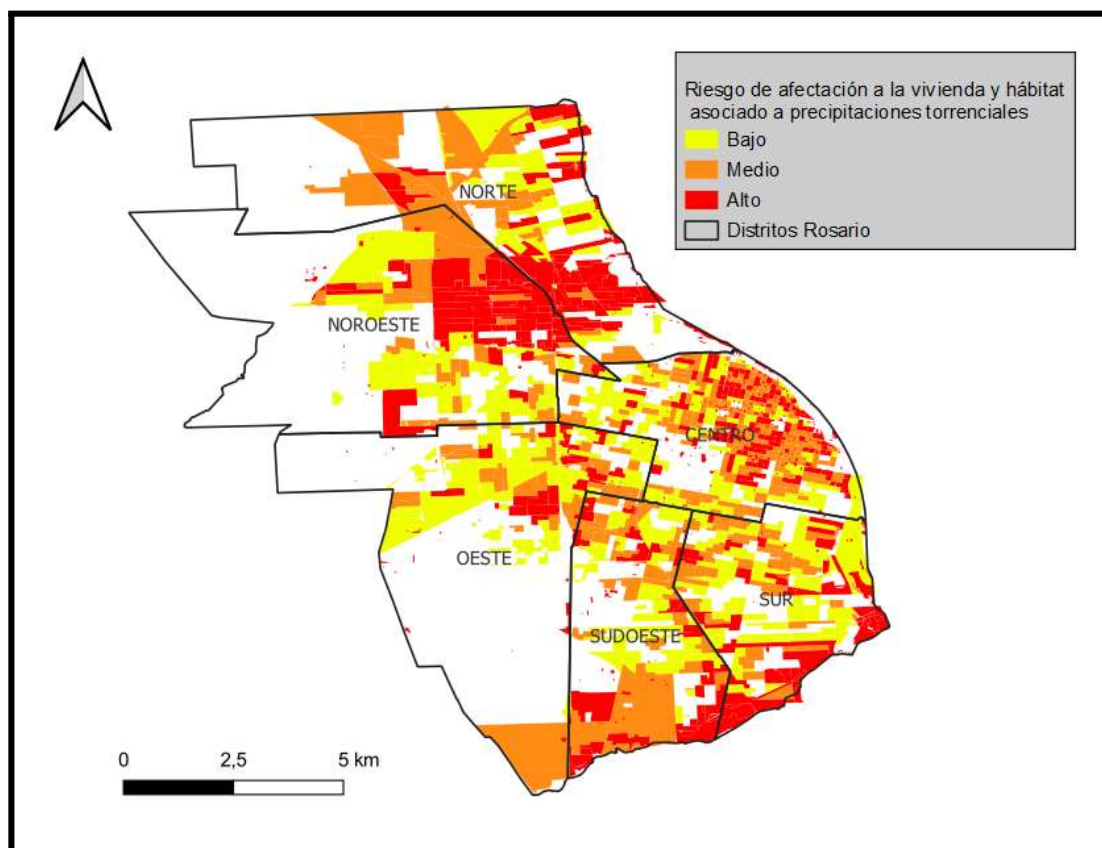 Riesgo de afectación a la vivienda y hábitat
asociado a precipitaciones torrenciales
Bajo
Medio
Alto
Distritos Rosario
NORTE
NOROESTE
CENTRO
OESTE
SUR
SUDOESTE
0 2,5 5 km